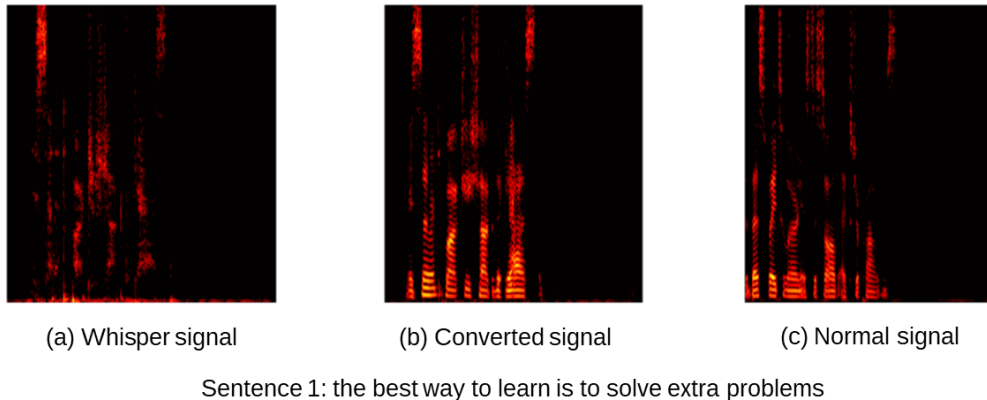 (a) Whisper signal
(b) Converted signal
(c) Normal signal
Sentence 1: the best way to learn is to solve extra problems